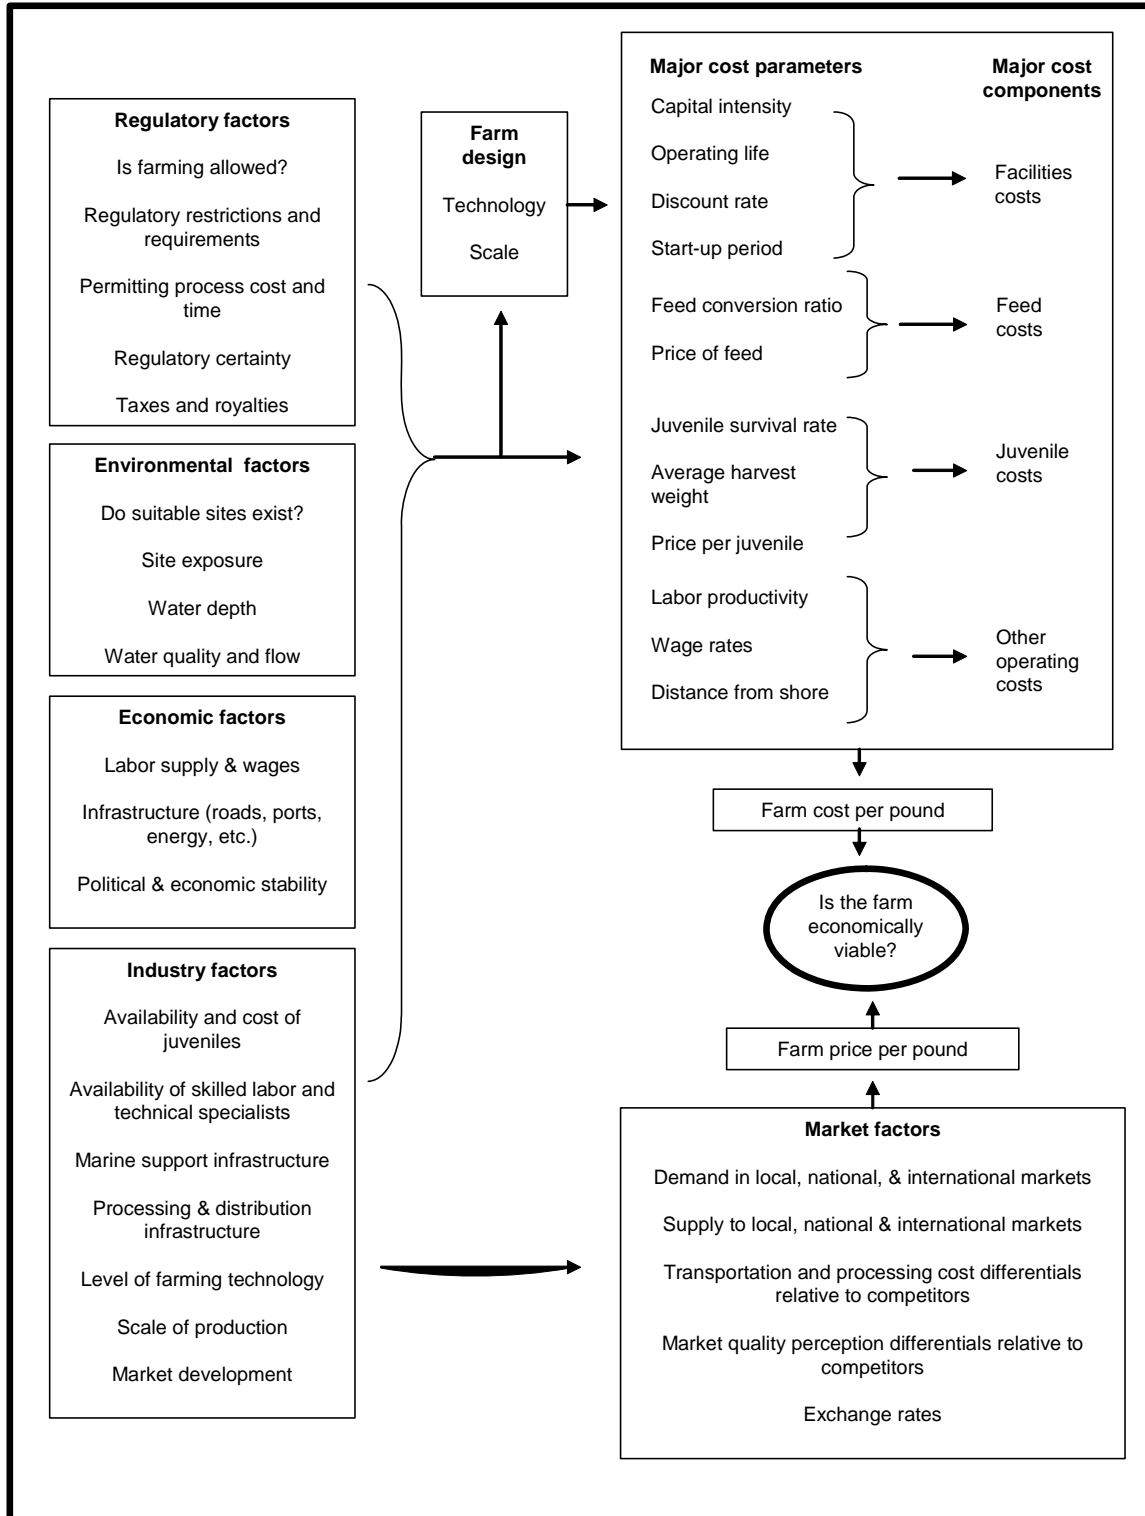 Regulatory factors
Is farming allowed?
Regulatory restrictions and
requirements
Permitting process cost and
time
Regulatory certainty
Taxes and royalties
Environmental factors
Do suitable sites exist?
Site exposure
Water depth
Water quality and flow
Economic factors
Labor supply & wages
Infrastructure (roads, ports,
energy, etc.)
Political & economic stability
Industry factors
Availability and cost of
juveniles
Availability of skilled labor and
technical specialists
Marine support infrastructure
Processing & distribution
infrastructure
Level of farming technology
Scale of production
Market development
Farm
design
Technology
Scale
Major cost parameters
Capital intensity
Operating life
Discount rate
Start-up period
Feed conversion ratio
Price of feed
Juvenile survival rate
Average harvest
weight
Price per juvenile
Labor productivity
Wage rates
Distance from shore
Major cost
components
Facilities
costs
Feed
costs
Juvenile
costs
Other
operating
costs
Farm cost per pound
Is the farm
economically
viable?
Farm price per pound
Market factors
Demand in local, national, & international markets
Supply to local, national & international markets
Transportation and processing cost differentials
relative to competitors
Market quality perception differentials relative to
competitors
Exchange rates